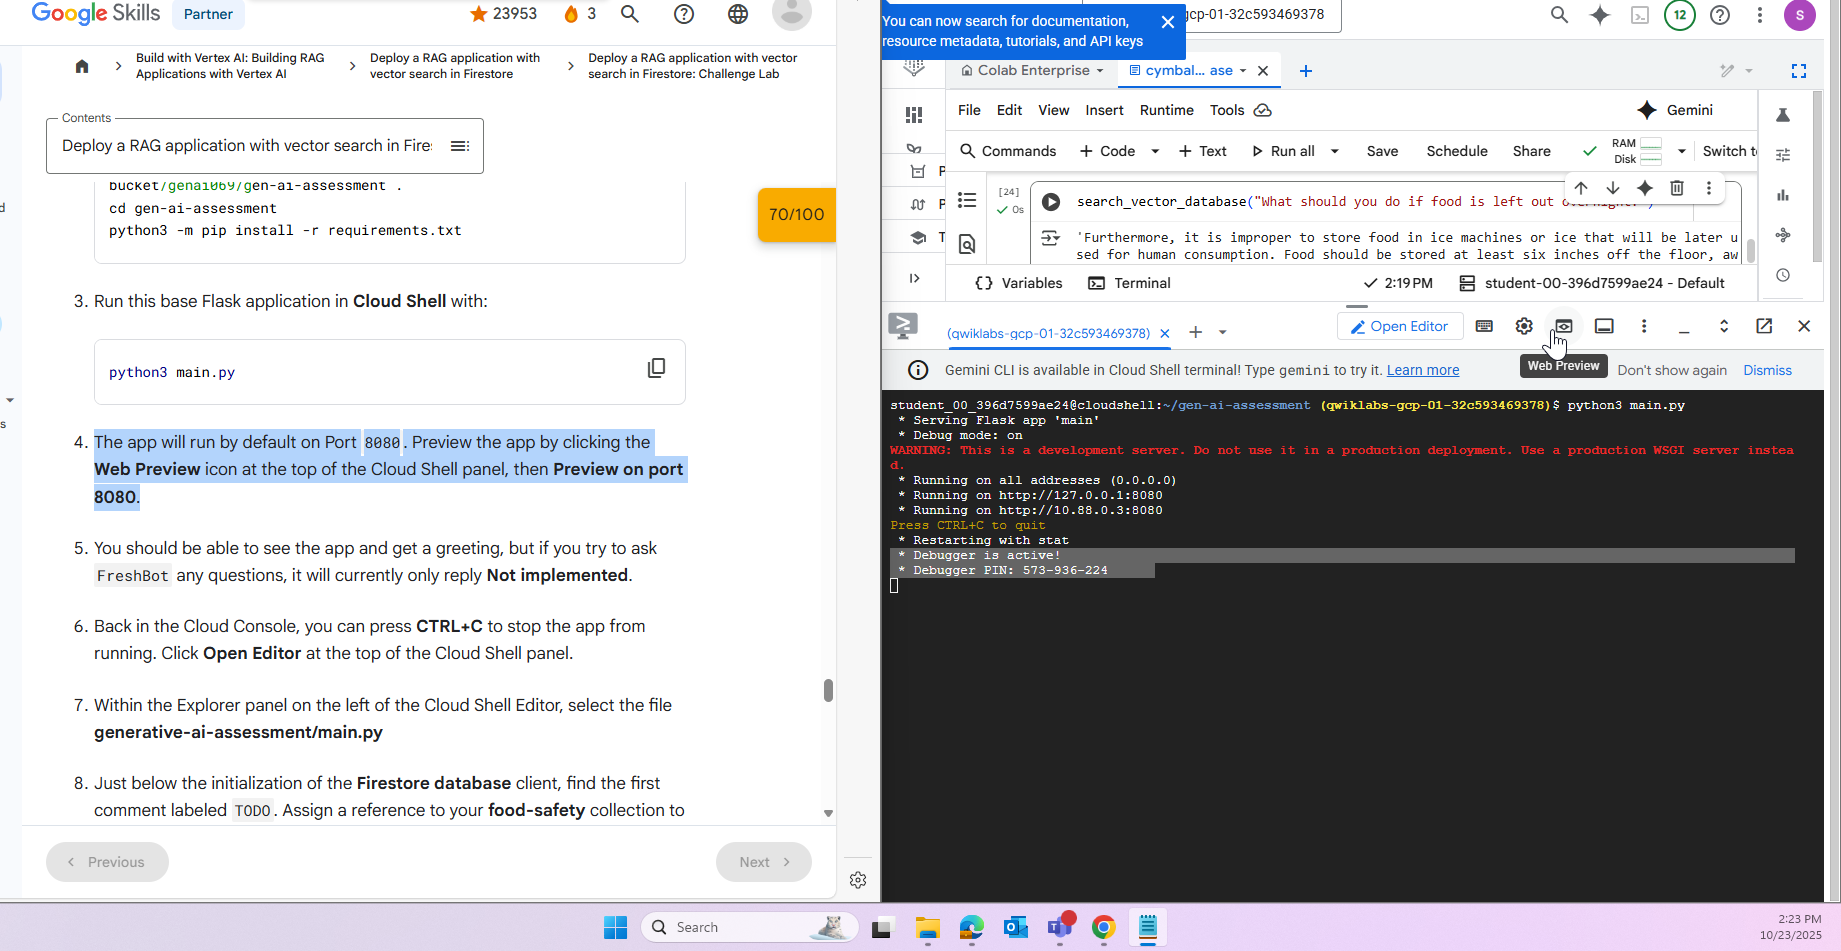 Google Skills
Partner
23953
3
Build with Vertex AI: Building RAG
Applications with Vertex AI
Deploy a RAG application with
vector search in Firestore
Deploy a RAG application with vector
search in Firestore: Challenge Lab
Contents
Deploy a RAG application with vector search in Fire
bucket/genai069/gen-ai-assessment .
cd gen-ai-assessment
python3 -m pip install -r requirements.txt
70/100
3. Run this base Flask application in Cloud Shell with:
python3 main.py
4. The app will run by default on Port 8080. Preview the app by clicking the
Web Preview icon at the top of the Cloud Shell panel, then Preview on port
8080.
5. You should be able to see the app and get a greeting, but if you try to ask
FreshBot any questions, it will currently only reply Not implemented.
6. Back in the Cloud Console, you can press CTRL+C to stop the app from
running. Click Open Editor at the top of the Cloud Shell panel.
7. Within the Explorer panel on the left of the Cloud Shell Editor, select the file
generative-ai-assessment/main.py
8. Just below the initialization of the Firestore database client, find the first
comment labeled TODO. Assign a reference to your food-safety collection to
Previous
Next
You can now search for documentation,
resource metadata, tutorials, and API keys
gcp-01-32c593469378
12
S
Colab Enterprise
cymbal... ase
File Edit View Insert Runtime Tools
Gemini
Commands + Code + Text Run all Save Schedule Share
RAM
Disk
Switch to
[24]
0s
search_vector_database("What should you do if food is left out overnight?")
'Furthermore, it is improper to store food in ice machines or ice that will be later u
sed for human consumption. Food should be stored at least six inches off the floor, aw
P
P
T
{} Variables Terminal
2:19 PM
student-00-396d7599ae24 - Default
(qwiklabs-gcp-01-32c593469378)
Open Editor
Web Preview
Gemini CLI is available in Cloud Shell terminal! Type gemini to try it. Learn more
Don't show again
Dismiss
student_00_396d7599ae24@cloudshell:~/gen-ai-assessment (qwiklabs-gcp-01-32c593469378)$ python3 main.py
* Serving Flask app 'main'
* Debug mode: on
WARNING: This is a development server. Do not use it in a production deployment. Use a production WSGI server instea
d.
* Running on all addresses (0.0.0.0)
* Running on http://127.0.0.1:8080
* Running on http://10.88.0.3:8080
Press CTRL+C to quit
* Restarting with stat
* Debugger is active!
* Debugger PIN: 573-936-224
Search
2:23 PM
10/23/2025